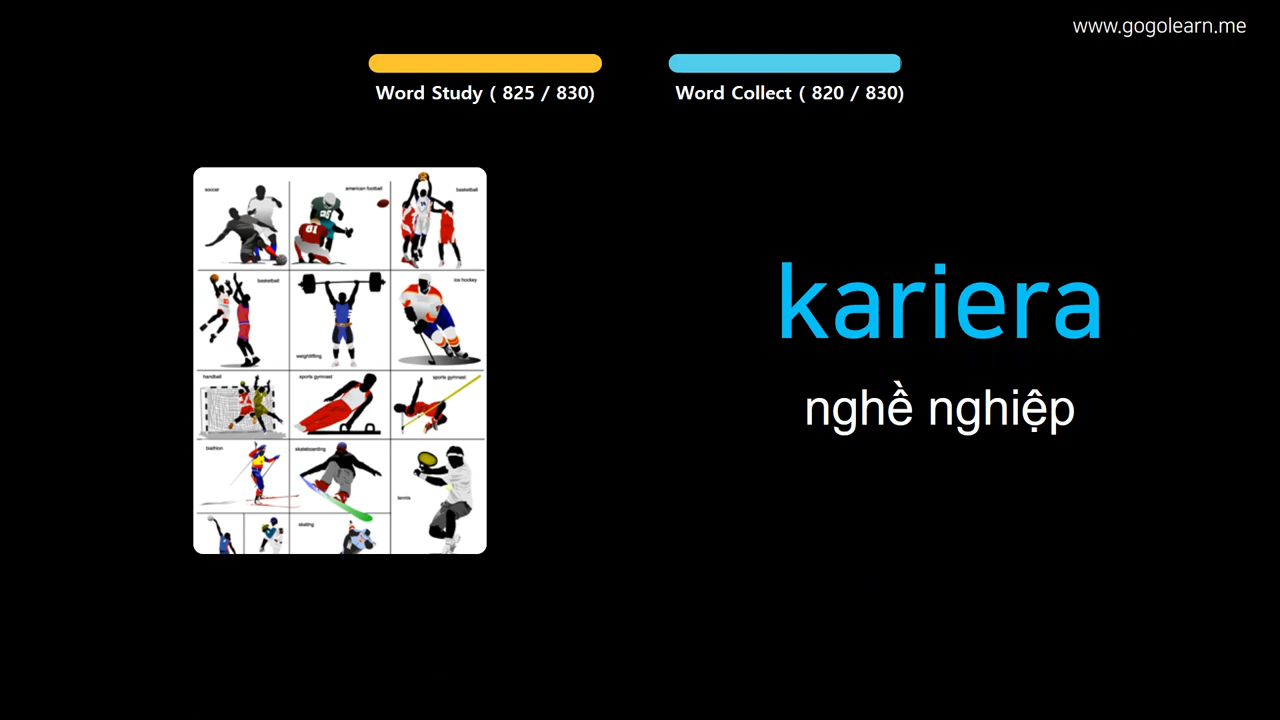 www.gogolearn.me
Word Study ( 825 / 830)
Word Collect ( 820 / 830)
soccer
american football
basketball
basketball
weightlifting
ice hockey
handball
sports gymnast
sports gymnast
biathlon
skateboarding
tennis
skating
kariera
nghề nghiệp